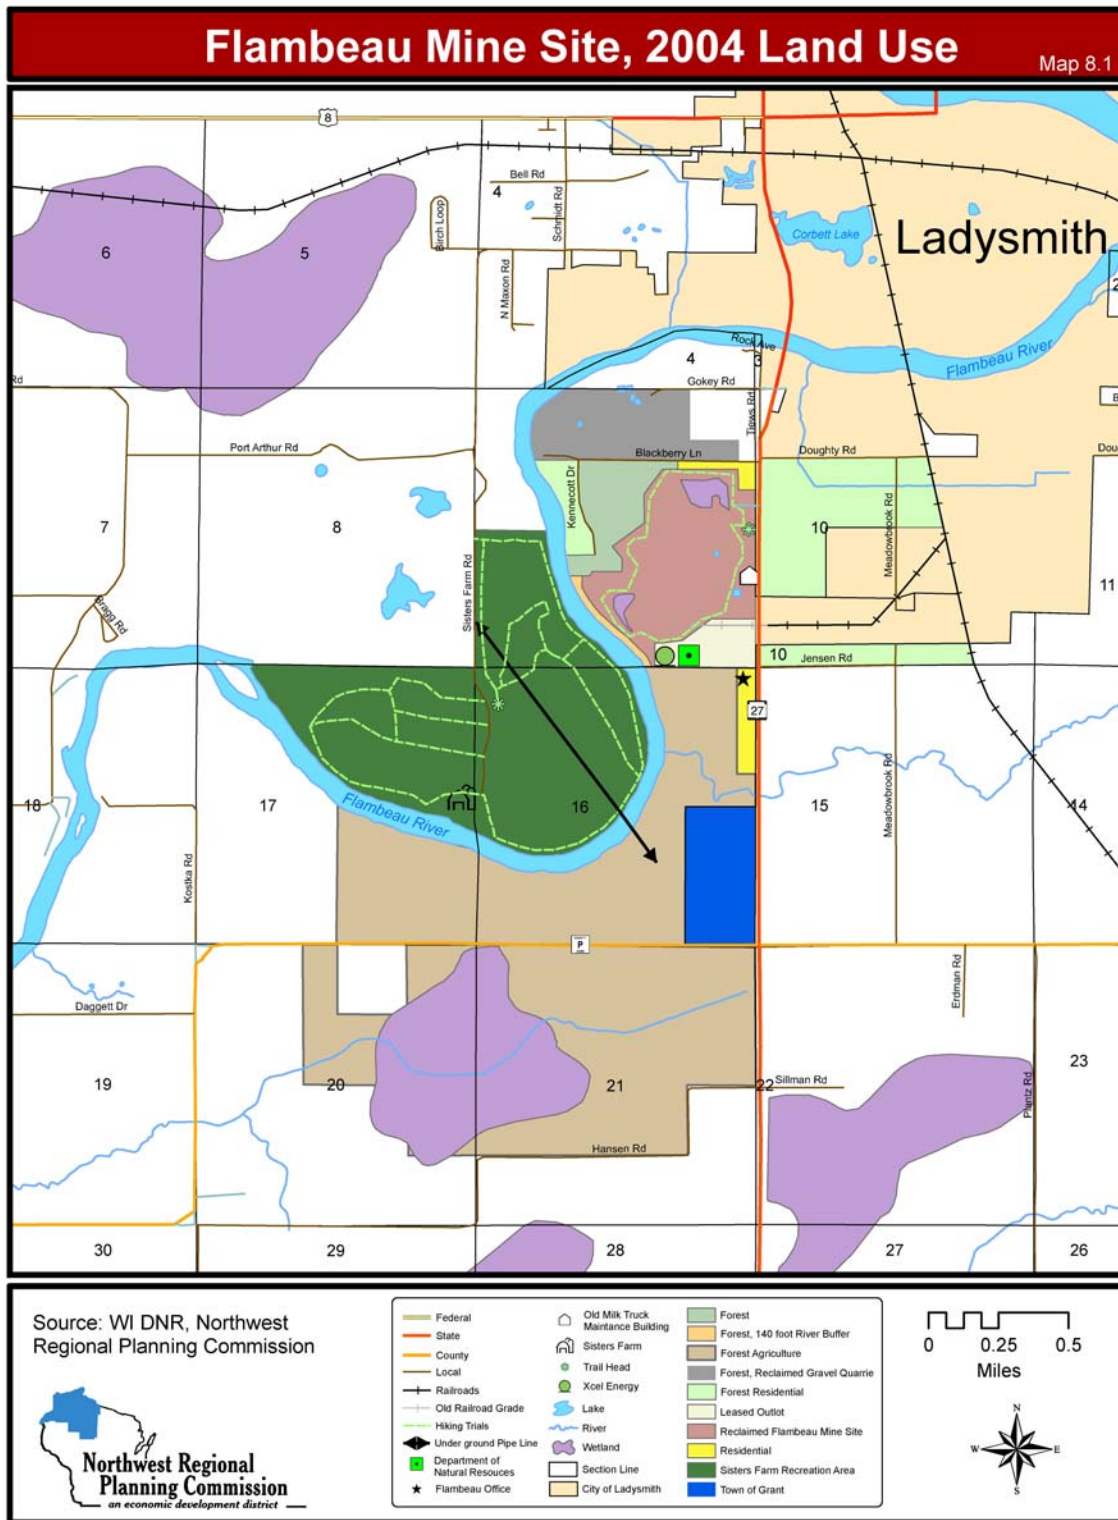 Flambeau Mine Site, 2004 Land Use
Map 8.1
8
Bell Rd
4
Schmidt Rd
Birch Loop
Corbett Lake
Ladysmith
6
5
N Maxon Rd
2
Rock Ave
4
3
Flambeau River
Rd
Gokey Rd
Tiews Rd
B
Port Arthur Rd
Blackberry Ln
Doughty Rd
Dou
Kennecott Dr
7
8
10
Meadowbrook Rd
11
Sisters Farm Rd
Bragg Rd
10
Jensen Rd
27
18
17
16
15
14
Flambeau River
Meadowbrook Rd
Kostka Rd
P
Erdman Rd
Daggett Dr
19
20
21
22
Sillman Rd
23
Plantz Rd
Hansen Rd
30
29
28
27
26
Source: WI DNR, Northwest
Regional Planning Commission
Northwest Regional
Planning Commission
an economic development district
Federal
State
County
Local
Railroads
Old Railroad Grade
Hiking Trials
Under ground Pipe Line
Department of
Natural Resouces
Flambeau Office
Old Milk Truck
Maintance Building
Sisters Farm
Trail Head
Xcel Energy
Lake
River
Wetland
Section Line
City of Ladysmith
Forest
Forest, 140 foot River Buffer
Forest Agriculture
Forest, Reclaimed Gravel Quarrie
Forest Residential
Leased Outlot
Reclaimed Flambeau Mine Site
Residential
Sisters Farm Recreation Area
Town of Grant
0 0.25 0.5
Miles
N
W E
S